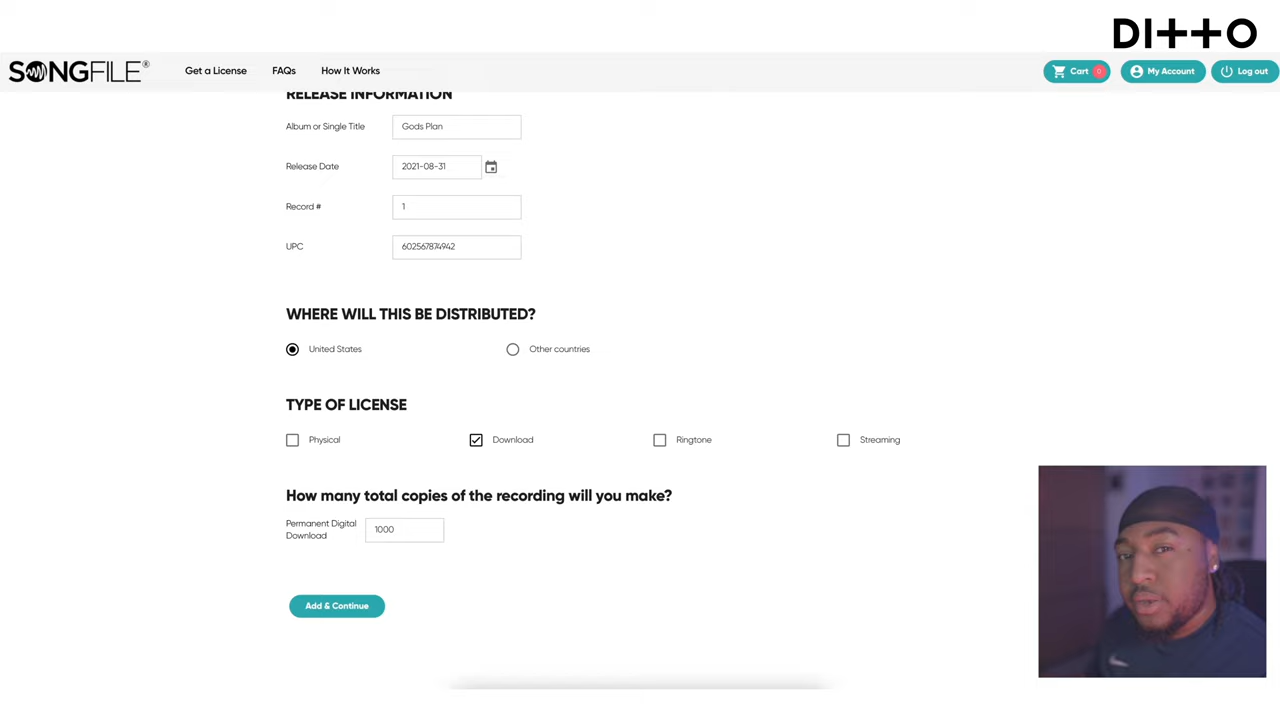 DITTO
SONGFILE®
Get a License
FAQs
How It Works
Cart 0
My Account
Log out
RELEASE INFORMATION
Album or Single Title
Gods Plan
Release Date
2021-08-31
Record #
1
UPC
602567874942
WHERE WILL THIS BE DISTRIBUTED?
United States
Other countries
TYPE OF LICENSE
Physical
Download
Ringtone
Streaming
How many total copies of the recording will you make?
Permanent Digital
Download
1000
Add & Continue